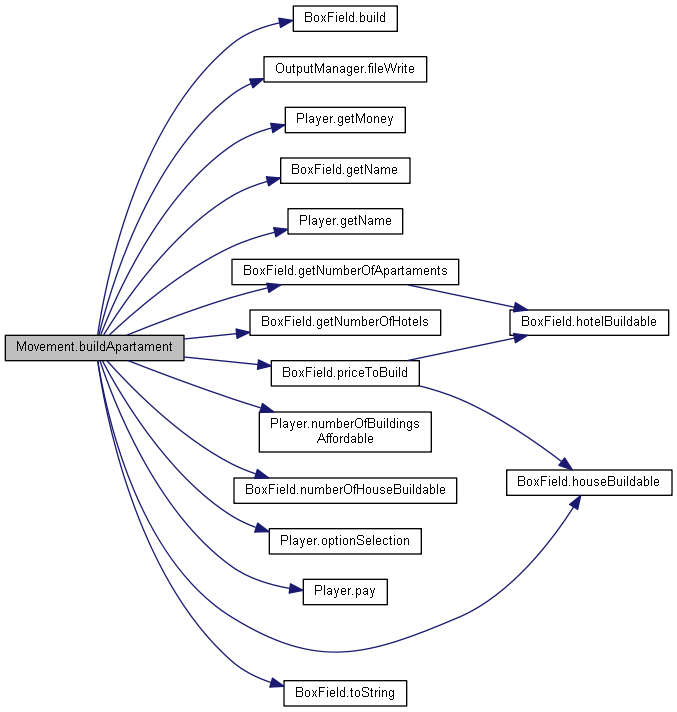 BoxField.build
OutputManager.fileWrite
Player.getMoney
BoxField.getName
Player.getName
BoxField.getNumberOfApartaments
BoxField.getNumberOfHotels
BoxField.hotelBuildable
Movement.buildApartament
BoxField.priceToBuild
Player.numberOfBuildings
Affordable
BoxField.numberOfHouseBuildable
BoxField.houseBuildable
Player.optionSelection
Player.pay
BoxField.toString